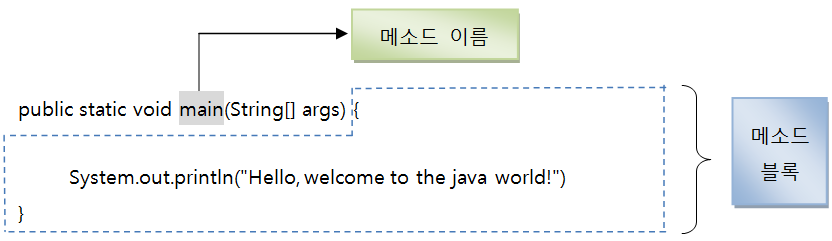 메소드 이름
public static void main(String[] args) {
System.out.println("Hello, welcome to the java world!")
}
메소드
블록